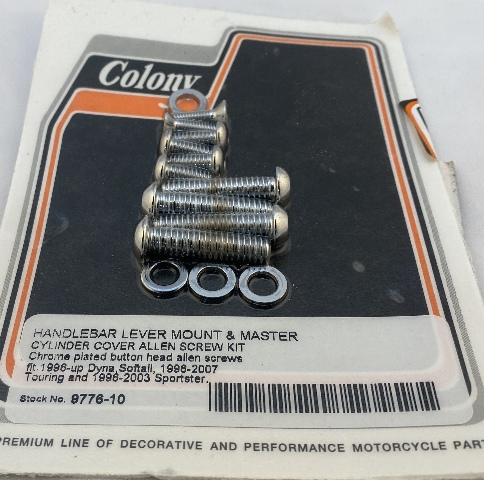 Colony
HANDLEBAR LEVER MOUNT & MASTER
CYLINDER COVER ALLEN SCREW KIT
Chrome plated button head allen screws
fit 1996-up Dyna, Softail, 1996-2007
Touring and 1996-2003 Sportster.
Stock No. 9776-10
PREMIUM LINE OF DECORATIVE AND PERFORMANCE MOTORCYCLE PART